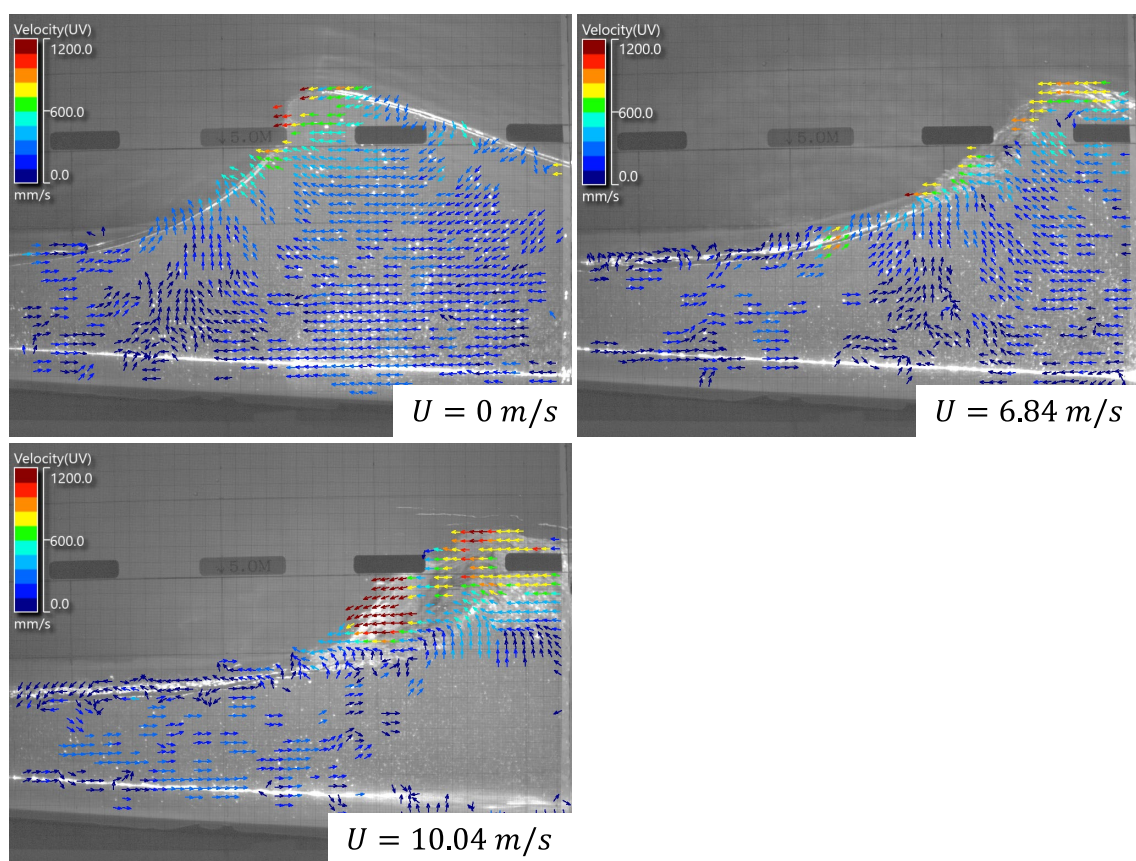 Velocity(UV)
1200.0
600.0
0.0
mm/s
↓5.0M
U = 0 m/s
Velocity(UV)
1200.0
600.0
0.0
mm/s
↓5.0M
U = 6.84 m/s
Velocity(UV)
1200.0
600.0
0.0
mm/s
↓5.0M
U = 10.04 m/s